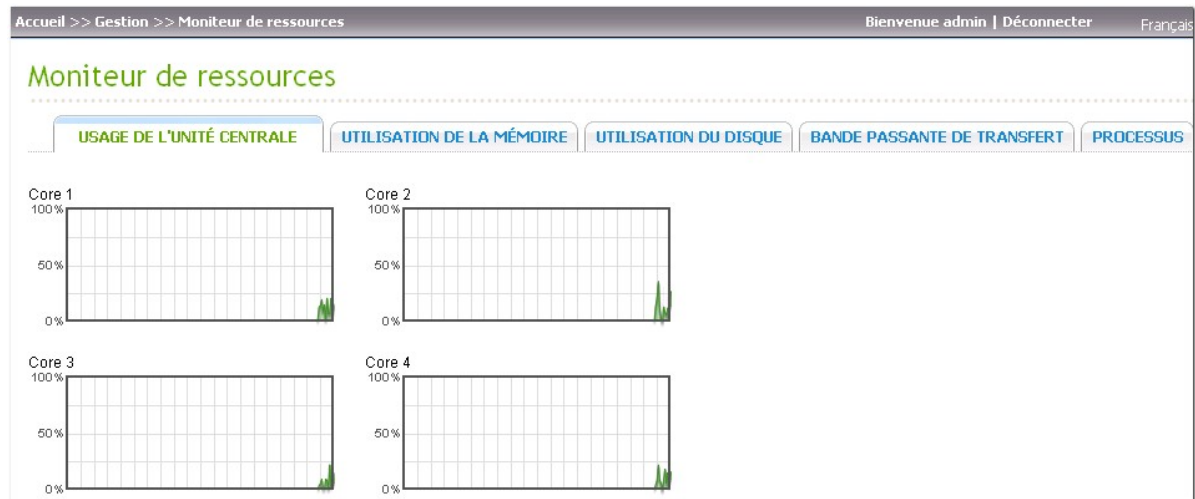 Accueil >> Gestion >> Moniteur de ressources Bienvenue admin | Déconnecter Français
Moniteur de ressources
USAGE DE L'UNITÉ CENTRALE UTILISATION DE LA MÉMOIRE UTILISATION DU DISQUE BANDE PASSANTE DE TRANSFERT PROCESSUS
Core 1 Core 2
100% 100%
50% 50%
0% 0%
Core 3 Core 4
100% 100%
50% 50%
0% 0%